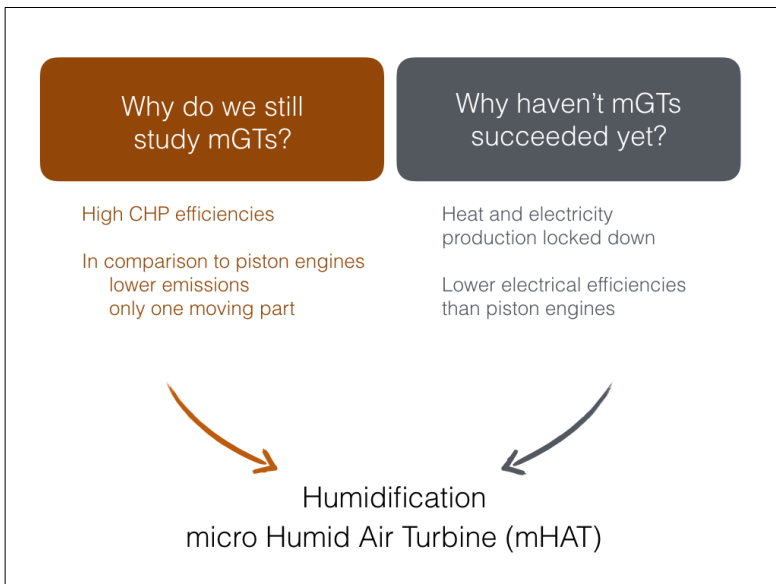 Why do we still
study mGTs?
High CHP efficiencies
In comparison to piston engines
lower emissions
only one moving part
Why haven't mGTs
succeeded yet?
Heat and electricity
production locked down
Lower electrical efficiencies
than piston engines
Humidification
micro Humid Air Turbine (mHAT)